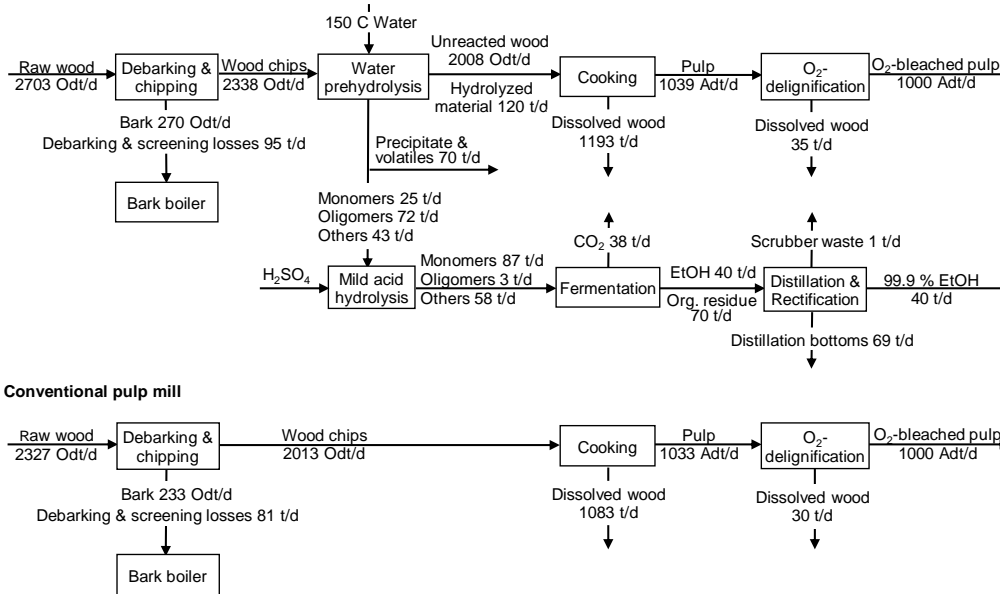 150 C Water
Raw wood
2703 Odt/d
Debarking &
chipping
Wood chips
2338 Odt/d
Water
prehydrolysis
Unreacted wood
2008 Odt/d
Hydrolyzed
material 120 t/d
Cooking
Pulp
1039 Adt/d
O₂-
delignification
O₂-bleached pulp
1000 Adt/d
Bark 270 Odt/d
Debarking & screening losses 95 t/d
Bark boiler
Precipitate &
volatiles 70 t/d
Dissolved wood
1193 t/d
Dissolved wood
35 t/d
Monomers 25 t/d
Oligomers 72 t/d
Others 43 t/d
H₂SO₄
Mild acid
hydrolysis
Monomers 87 t/d
Oligomers 3 t/d
Others 58 t/d
CO₂ 38 t/d
Fermentation
EtOH 40 t/d
Org. residue
70 t/d
Scrubber waste 1 t/d
Distillation &
Rectification
99.9 % EtOH
40 t/d
Distillation bottoms 69 t/d
Conventional pulp mill
Raw wood
2327 Odt/d
Debarking &
chipping
Wood chips
2013 Odt/d
Cooking
Pulp
1033 Adt/d
O₂-
delignification
O₂-bleached pulp
1000 Adt/d
Bark 233 Odt/d
Debarking & screening losses 81 t/d
Bark boiler
Dissolved wood
1083 t/d
Dissolved wood
30 t/d